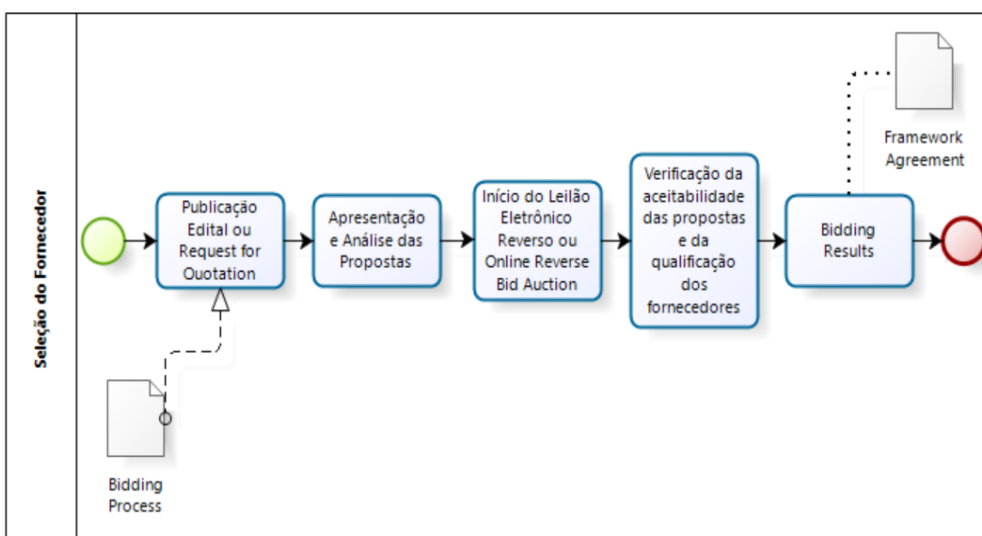 Seleção do Fornecedor
Publicação
Edital ou
Request for
Quotation
Apresentação
e Análise das
Propostas
Início do Leilão
Eletrônico
Reverso ou
Online Reverse
Bid Auction
Verificação da
aceitabilidade
das propostas
e da
qualificação
dos
fornecedores
Bidding
Results
Framework
Agreement
Bidding
Process